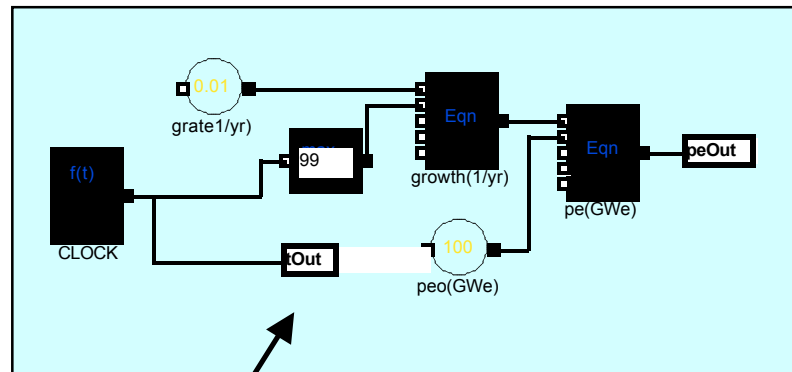 0.01
grate1/yr)
Eqn
growth(1/yr)
99
f(t)
CLOCK
Eqn
pe(GWe)
peOut
tOut
100
peo(GWe)